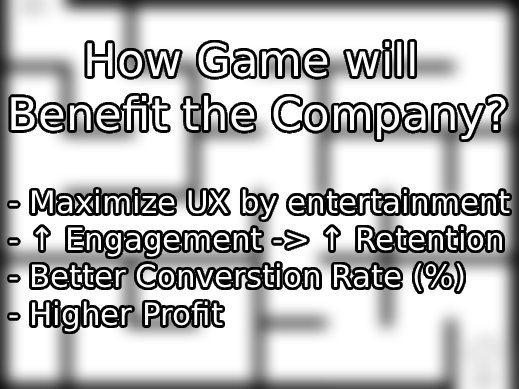 How Game will
Benefit the Company?
- Maximize UX by entertainment
- ↑ Engagement -> ↑ Retention
- Better Converstion Rate (%)
- Higher Profit